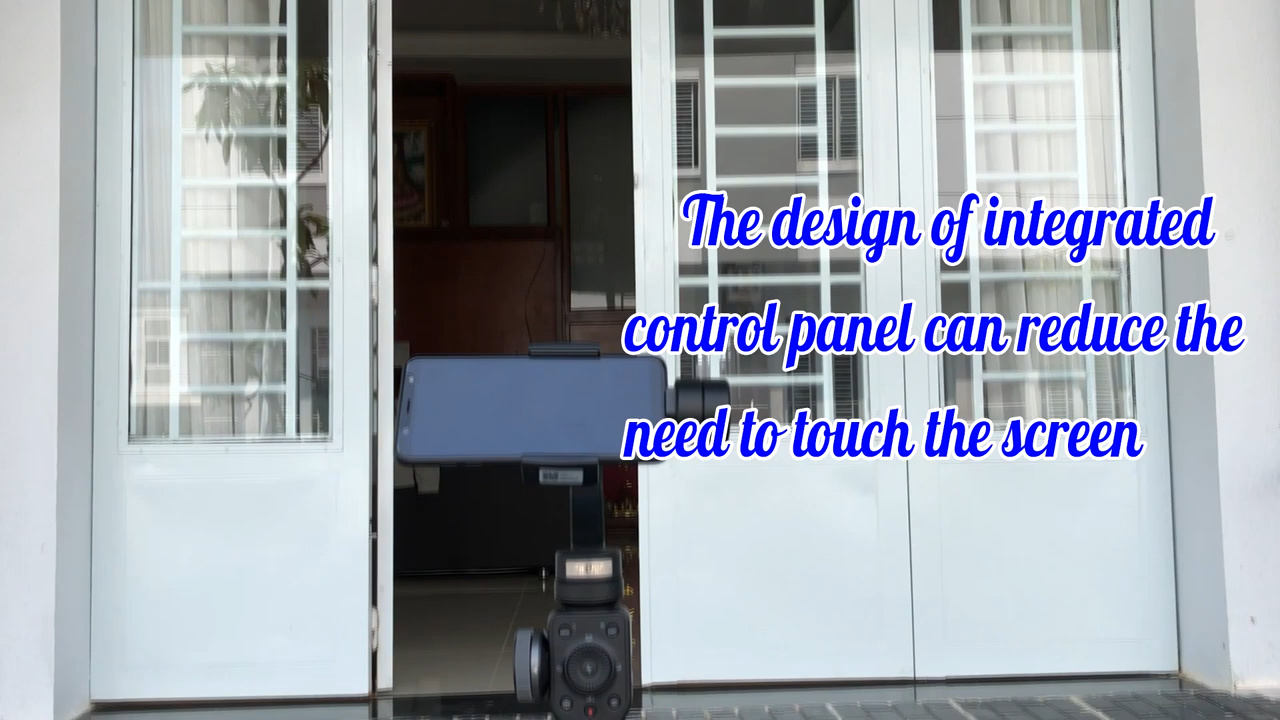 The design of integrated
control panel can reduce the
need to touch the screen